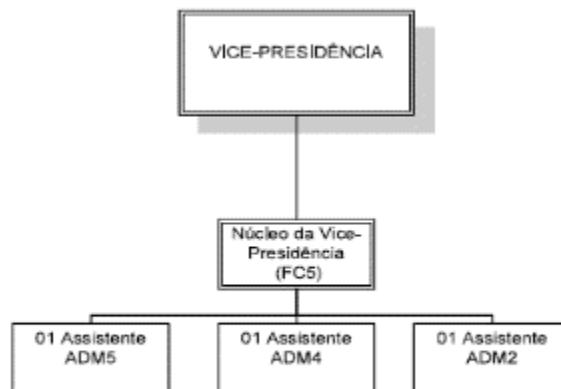 VICE-PRESIDÊNCIA
Núcleo da Vice-
Presidência
(FC5)
01 Assistente
ADM5
01 Assistente
ADM4
01 Assistente
ADM2